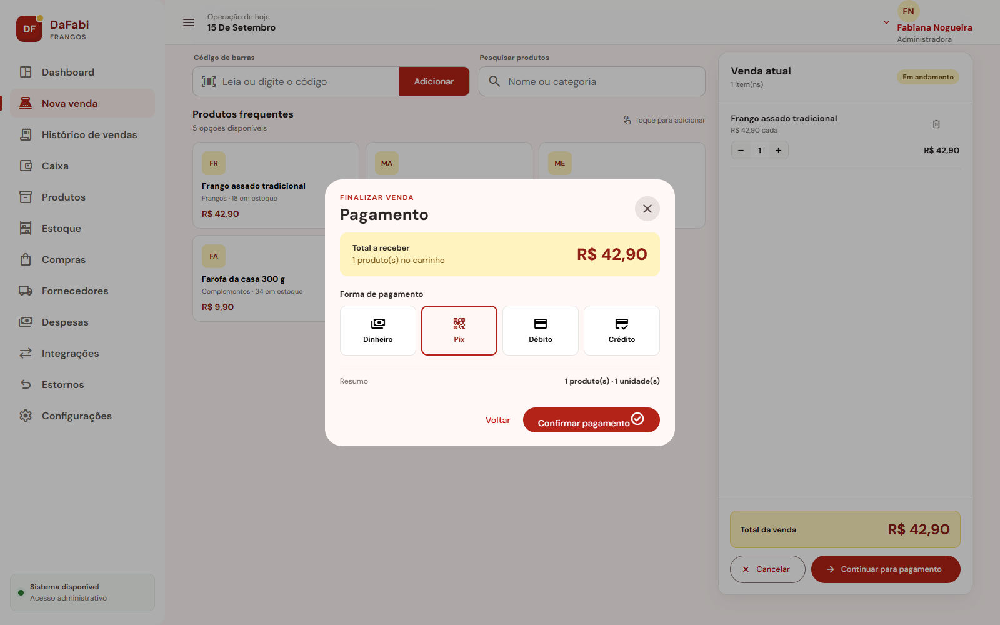 DF
DaFabi
FRANGOS
Dashboard
Nova venda
Histórico de vendas
Caixa
Produtos
Estoque
Compras
Fornecedores
Despesas
Integrações
Estornos
Configurações
Sistema disponível
Acesso administrativo
Operação de hoje
15 De Setembro
FN
Fabiana Nogueira
Administradora
Código de barras
Leia ou digite o código
Adicionar
Pesquisar produtos
Nome ou categoria
Produtos frequentes
5 opções disponíveis
Toque para adicionar
FR
Frango assado tradicional
Frangos · 18 em estoque
R$ 42,90
MA
ME
FA
Farofa da casa 300 g
Complementos · 34 em estoque
R$ 9,90
FINALIZAR VENDA
Pagamento
Total a receber
1 produto(s) no carrinho
R$ 42,90
Forma de pagamento
Dinheiro
Pix
Débito
Crédito
Resumo
1 produto(s) · 1 unidade(s)
Voltar
Confirmar pagamento
Venda atual
1 item(ns)
Em andamento
Frango assado tradicional
R$ 42,90 cada
− 1 +
R$ 42,90
Total da venda
R$ 42,90
Cancelar
Continuar para pagamento